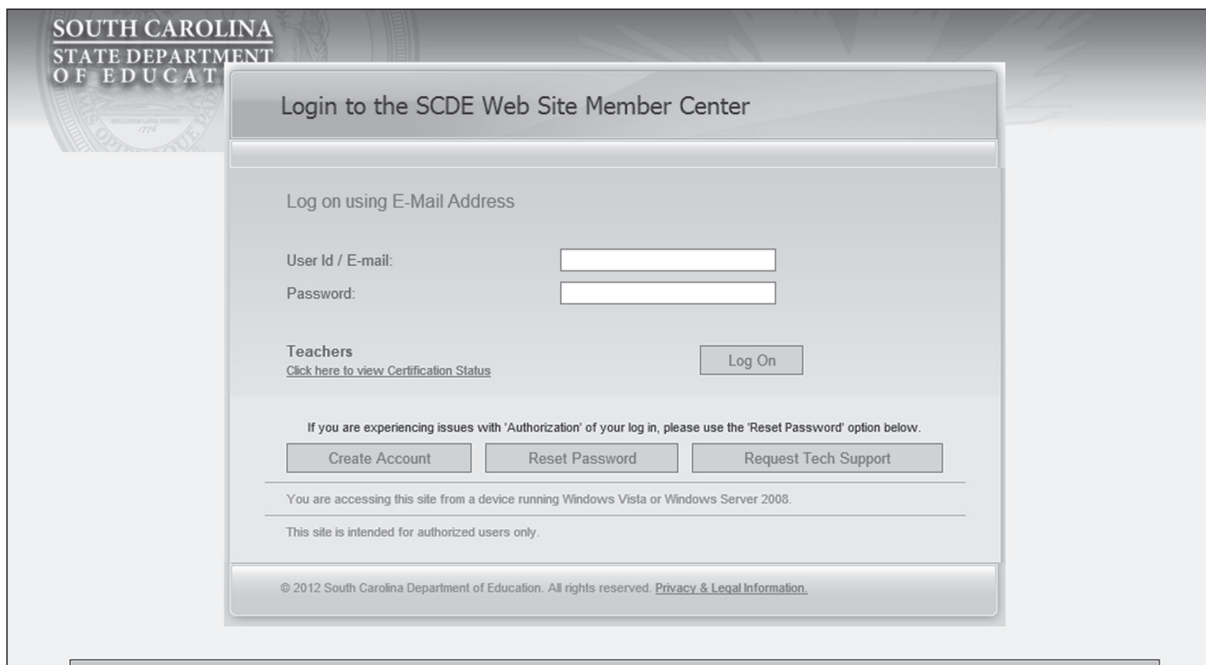 SOUTH CAROLINA
STATE DEPARTMENT
OF EDUCAT
1776
Login to the SCDE Web Site Member Center
Log on using E-Mail Address
User Id / E-mail:
Password:
Teachers
Click here to view Certification Status
Log On
If you are experiencing issues with 'Authorization' of your log in, please use the 'Reset Password' option below.
Create Account Reset Password Request Tech Support
You are accessing this site from a device running Windows Vista or Windows Server 2008.
This site is intended for authorized users only.
© 2012 South Carolina Department of Education. All rights reserved. Privacy & Legal Information.